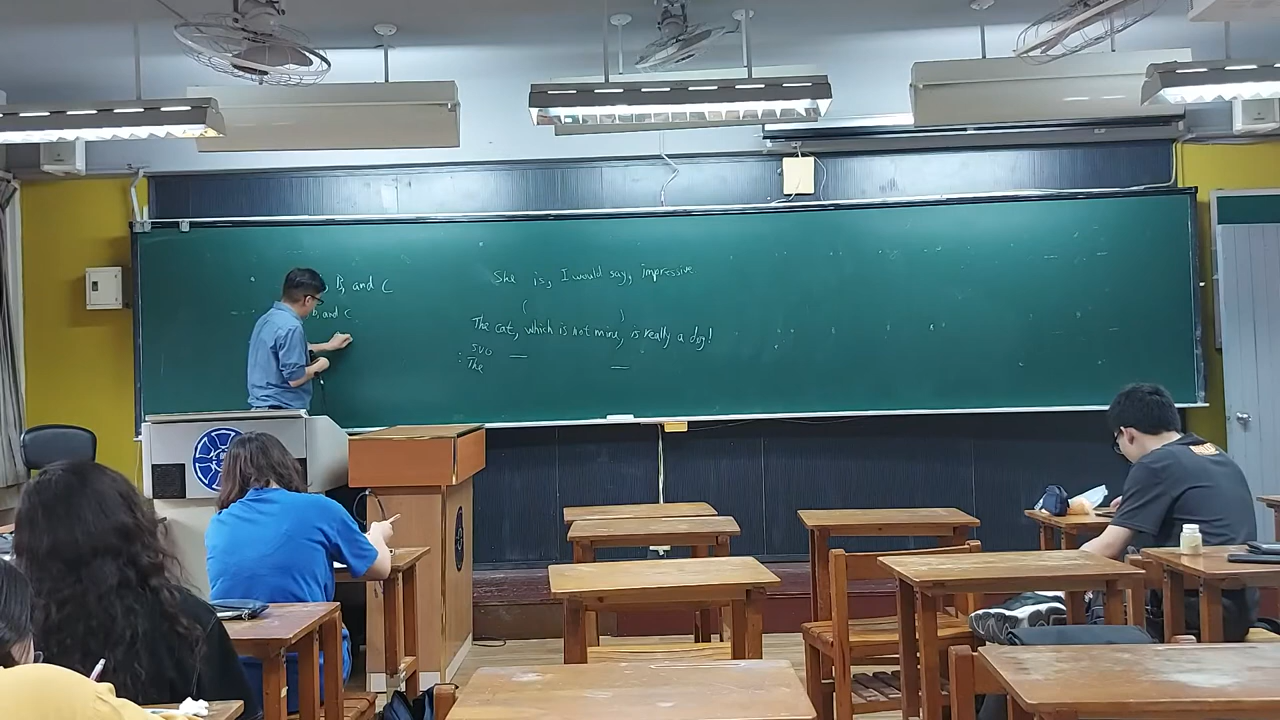 B, and C
b, and C
She is, I would say, impressive
( )
The cat, which is not mine, is really a dog!
SVO
: The